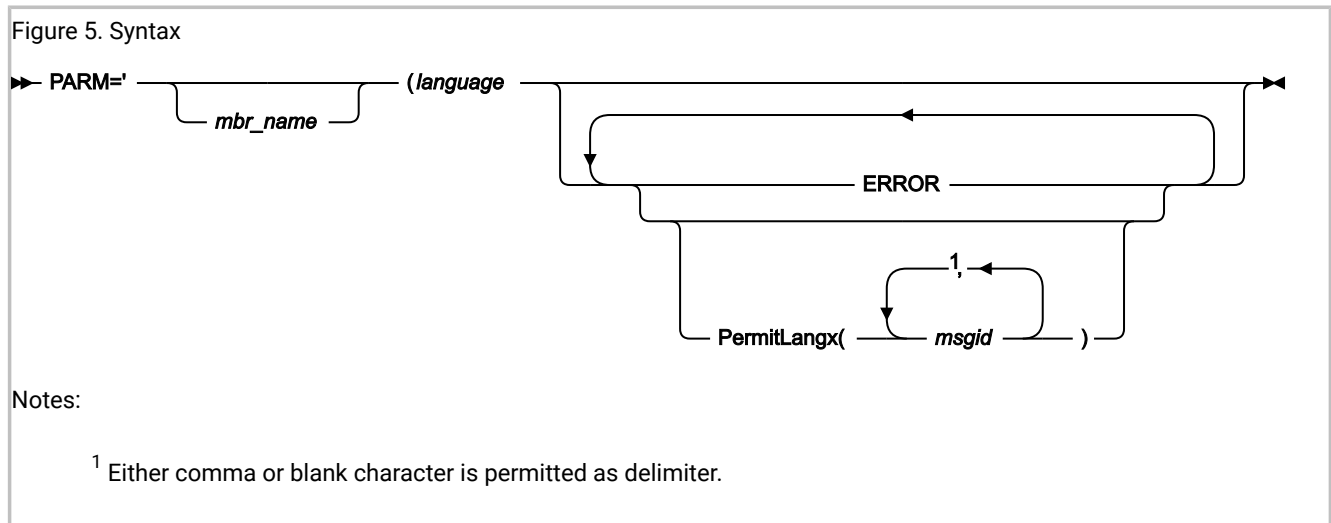 Figure 5. Syntax
PARM=' (language
mbr_name
ERROR
1,
PermitLangx( msgid )
Notes:
1 Either comma or blank character is permitted as delimiter.